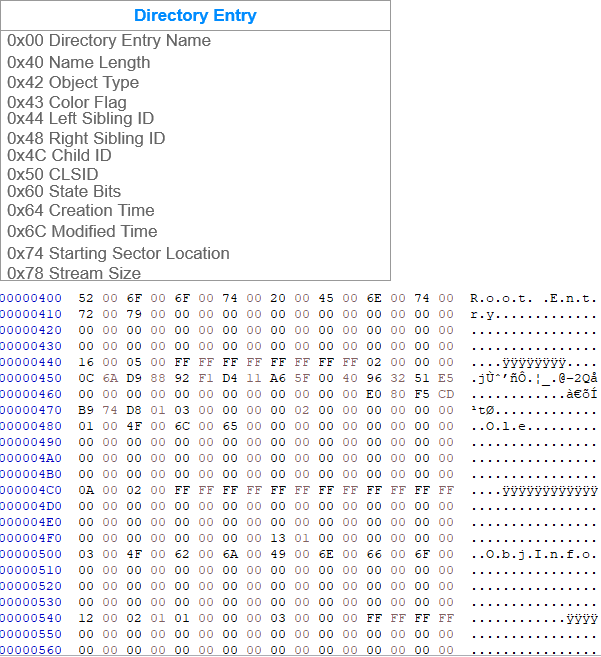 Directory Entry
0x00 Directory Entry Name
0x40 Name Length
0x42 Object Type
0x43 Color Flag
0x44 Left Sibling ID
0x48 Right Sibling ID
0x4C Child ID
0x50 CLSID
0x60 State Bits
0x64 Creation Time
0x6C Modified Time
0x74 Starting Sector Location
0x78 Stream Size
00000400 52 00 6F 00 6F 00 74 00 20 00 45 00 6E 00 74 00 R.o.o.t. .E.n.t.
00000410 72 00 79 00 00 00 00 00 00 00 00 00 00 00 00 00 r.y.............
00000420 00 00 00 00 00 00 00 00 00 00 00 00 00 00 00 00 ................
00000430 00 00 00 00 00 00 00 00 00 00 00 00 00 00 00 00 ................
00000440 16 00 05 00 FF FF FF FF FF FF FF FF 02 00 00 00 ....ÿÿÿÿÿÿÿÿ....
00000450 0C 6A D9 88 92 F1 D4 11 A6 5F 00 40 96 32 51 E5 .jÙˆ’ñÔ.¦_.@–2Qå
00000460 00 00 00 00 00 00 00 00 00 00 00 00 E0 80 F5 CD ............à€õÍ
00000470 B9 74 D8 01 03 00 00 00 00 02 00 00 00 00 00 00 ¹tØ.............
00000480 01 00 4F 00 6C 00 65 00 00 00 00 00 00 00 00 00 ..O.l.e.........
00000490 00 00 00 00 00 00 00 00 00 00 00 00 00 00 00 00 ................
000004A0 00 00 00 00 00 00 00 00 00 00 00 00 00 00 00 00 ................
000004B0 00 00 00 00 00 00 00 00 00 00 00 00 00 00 00 00 ................
000004C0 0A 00 02 00 FF FF FF FF FF FF FF FF FF FF FF FF ....ÿÿÿÿÿÿÿÿÿÿÿÿ
000004D0 00 00 00 00 00 00 00 00 00 00 00 00 00 00 00 00 ................
000004E0 00 00 00 00 00 00 00 00 00 00 00 00 00 00 00 00 ................
000004F0 00 00 00 00 00 00 00 00 13 01 00 00 00 00 00 00 ................
00000500 03 00 4F 00 62 00 6A 00 49 00 6E 00 66 00 6F 00 ..O.b.j.I.n.f.o.
00000510 00 00 00 00 00 00 00 00 00 00 00 00 00 00 00 00 ................
00000520 00 00 00 00 00 00 00 00 00 00 00 00 00 00 00 00 ................
00000530 00 00 00 00 00 00 00 00 00 00 00 00 00 00 00 00 ................
00000540 12 00 02 01 01 00 00 00 03 00 00 00 FF FF FF FF ............ÿÿÿÿ
00000550 00 00 00 00 00 00 00 00 00 00 00 00 00 00 00 00 ................
00000560 00 00 00 00 00 00 00 00 00 00 00 00 00 00 00 00 ................